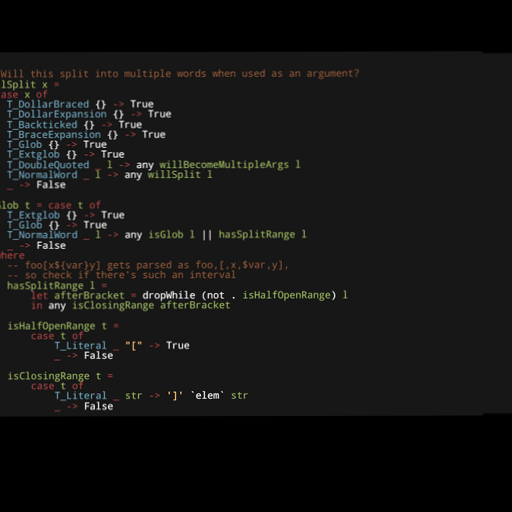 Will this split into multiple words when used as an argument?
lSplit x =
ase x of
T_DollarBraced {} -> True
T_DollarExpansion {} -> True
T_Backticked {} -> True
T_BraceExpansion {} -> True
T_Glob {} -> True
T_Extglob {} -> True
T_DoubleQuoted _ l -> any willBecomeMultipleArgs l
T_NormalWord _ l -> any willSplit l
_ -> False
Glob t = case t of
T_Extglob {} -> True
T_Glob {} -> True
T_NormalWord _ l -> any isGlob l || hasSplitRange l
_ -> False
here
-- foo[x${var}y] gets parsed as foo,[,x,$var,y],
-- so check if there's such an interval
hasSplitRange l =
let afterBracket = dropWhile (not . isHalfOpenRange) l
in any isClosingRange afterBracket
isHalfOpenRange t =
case t of
T_Literal _ "[" -> True
_ -> False
isClosingRange t =
case t of
T_Literal _ str -> ']' `elem` str
_ -> False